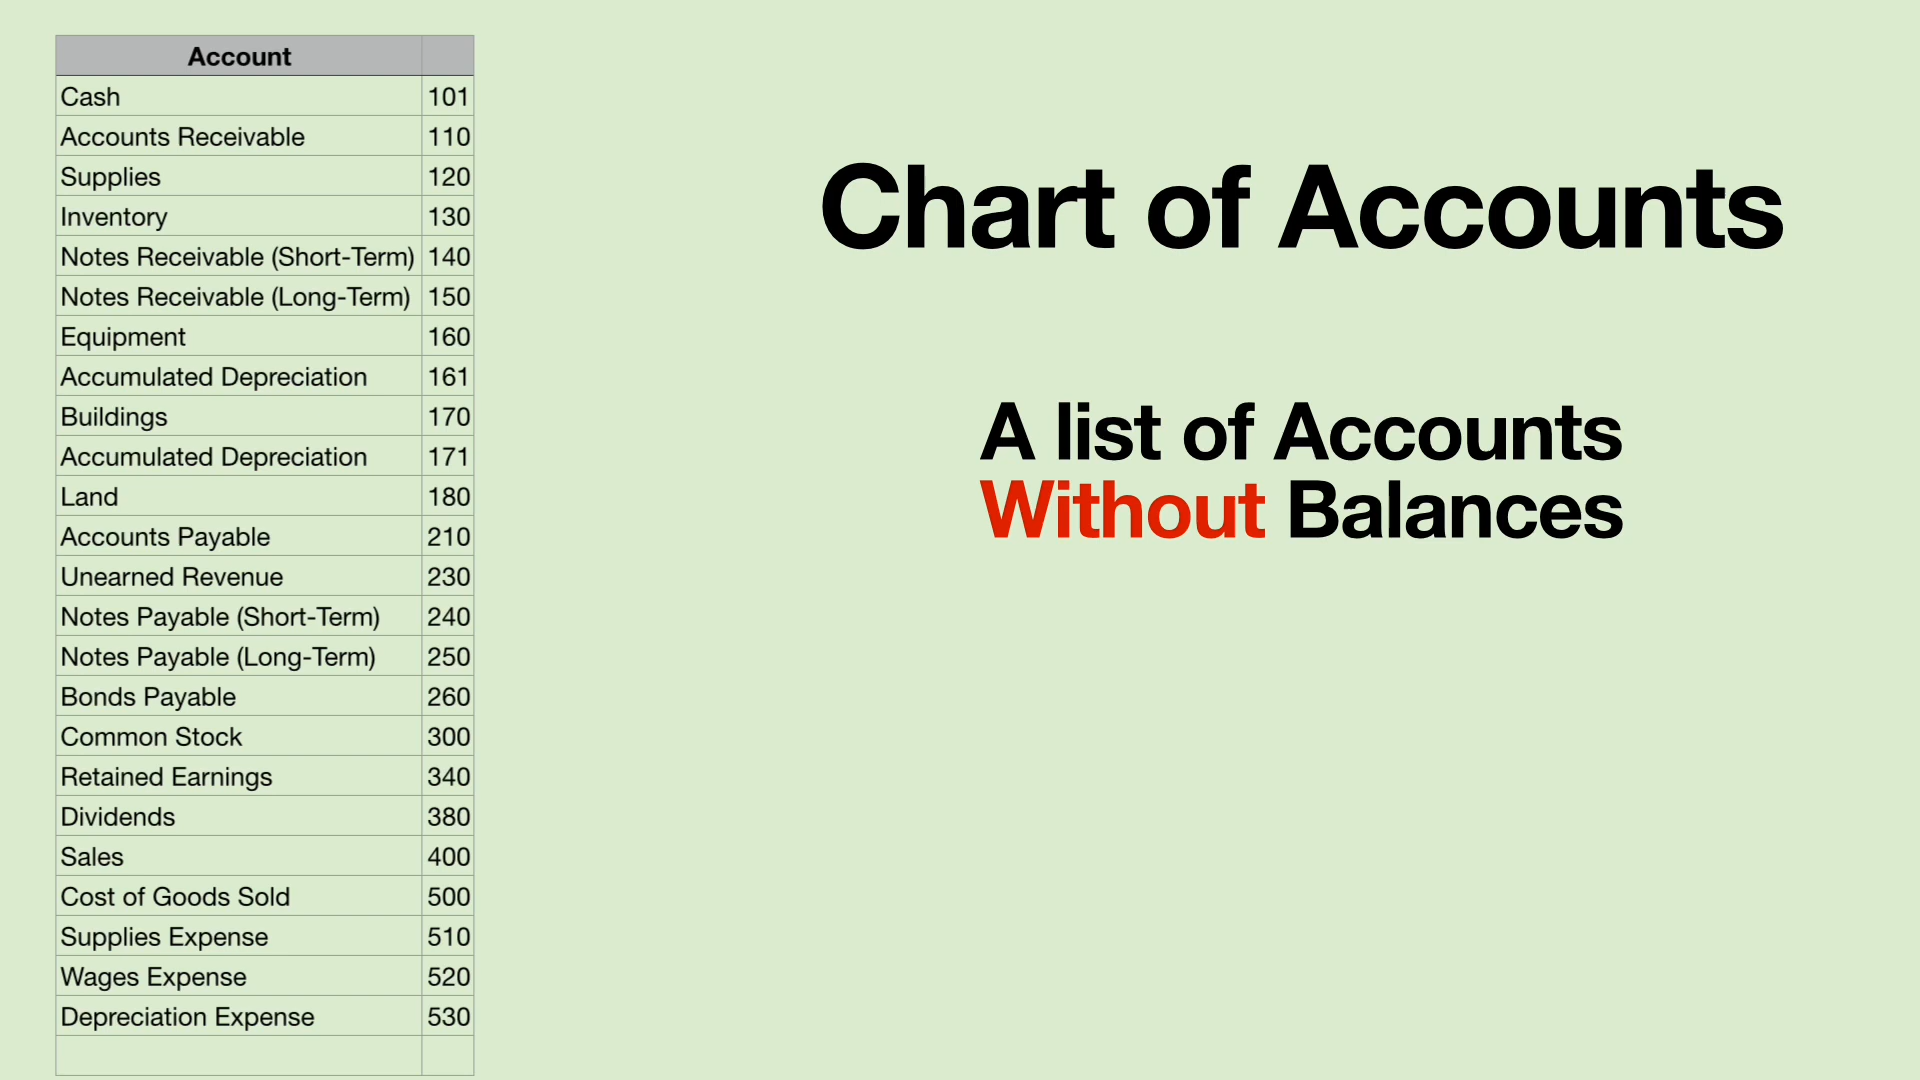 Account
Cash 101
Accounts Receivable 110
Supplies 120
Inventory 130
Notes Receivable (Short-Term) 140
Notes Receivable (Long-Term) 150
Equipment 160
Accumulated Depreciation 161
Buildings 170
Accumulated Depreciation 171
Land 180
Accounts Payable 210
Unearned Revenue 230
Notes Payable (Short-Term) 240
Notes Payable (Long-Term) 250
Bonds Payable 260
Common Stock 300
Retained Earnings 340
Dividends 380
Sales 400
Cost of Goods Sold 500
Supplies Expense 510
Wages Expense 520
Depreciation Expense 530
Chart of Accounts
A list of Accounts
Without Balances